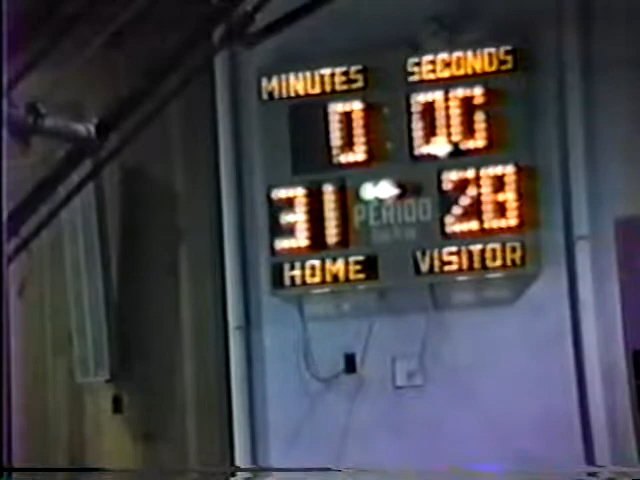 MINUTES SECONDS
0 00
31 PERIOD 28
HOME VISITOR